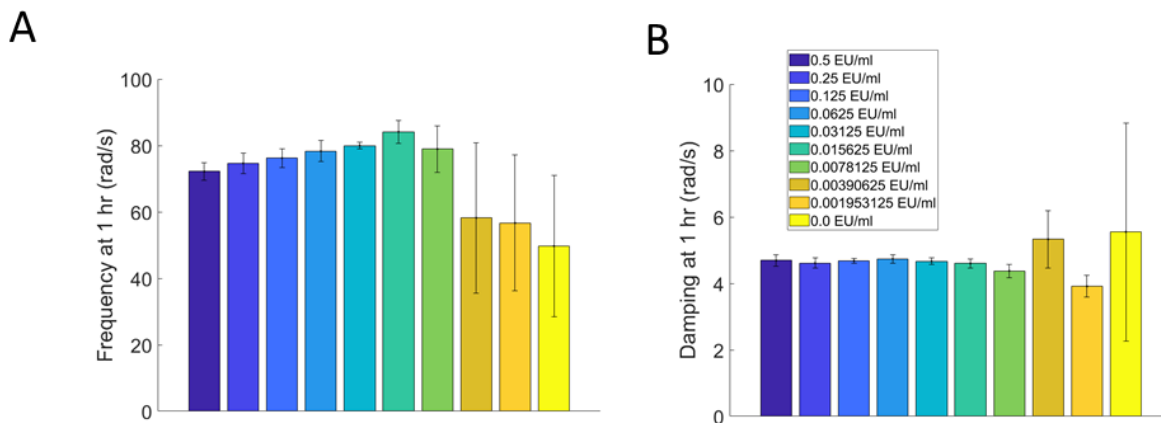 A
Frequency at 1 hr (rad/s)
100
80
60
40
20
0
B
Damping at 1 hr (rad/s)
10
8
6
4
2
0
0.5 EU/ml
0.25 EU/ml
0.125 EU/ml
0.0625 EU/ml
0.03125 EU/ml
0.015625 EU/ml
0.0078125 EU/ml
0.00390625 EU/ml
0.001953125 EU/ml
0.0 EU/ml